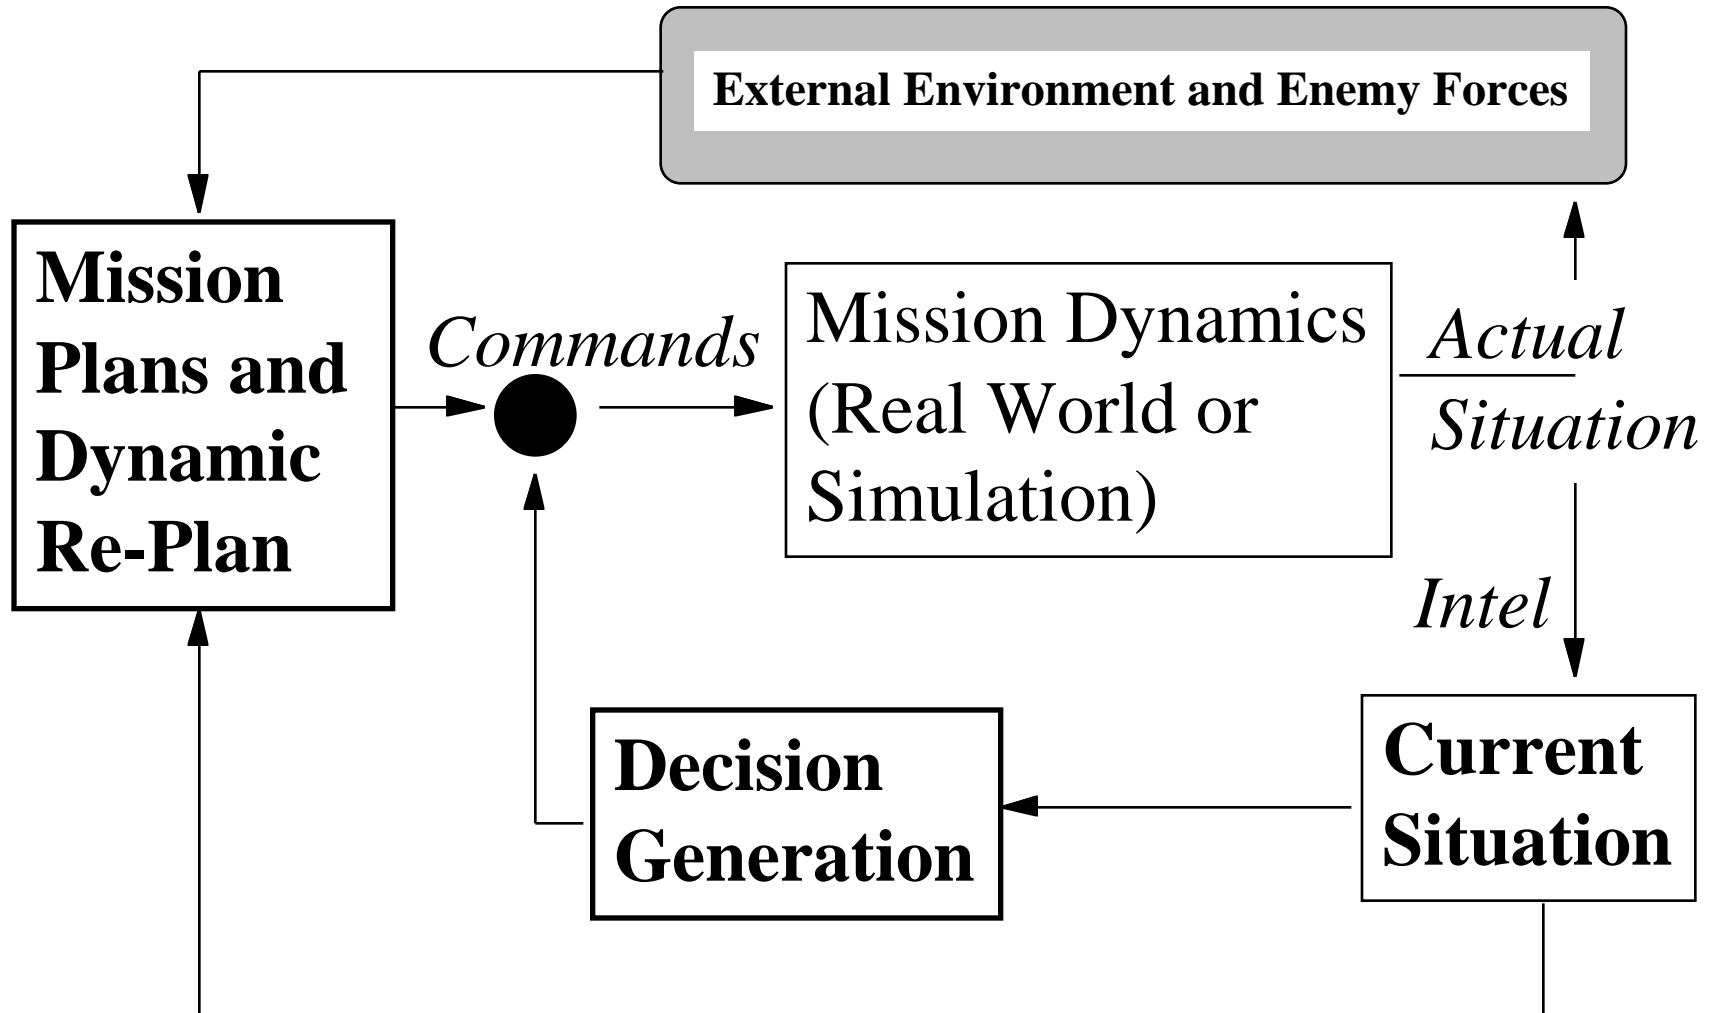 External Environment and Enemy Forces
Mission
Plans and
Dynamic
Re-Plan
Commands
Mission Dynamics
(Real World or
Simulation)
Actual
Situation
Intel
Decision
Generation
Current
Situation